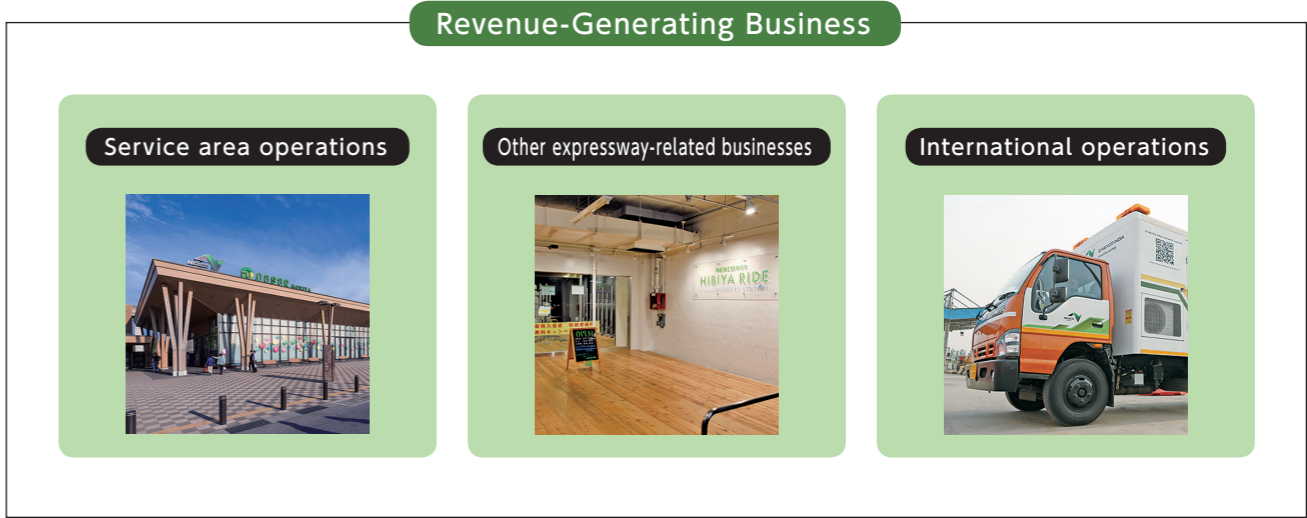 Revenue-Generating Business
Service area operations
Other expressway-related businesses
International operations
HIBIYA RIDE